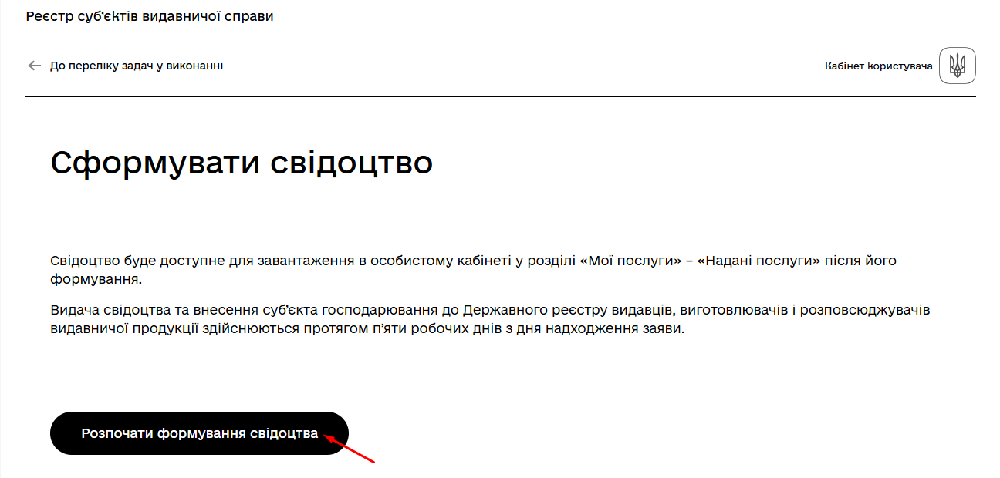 Реєстр суб’єктів видавничої справи
До переліку задач у виконанні
Кабінет користувача
Сформувати свідоцтво
Свідоцтво буде доступне для завантаження в особистому кабінеті у розділі «Мої послуги» – «Надані послуги» після його
формування.
Видача свідоцтва та внесення суб’єкта господарювання до Державного реєстру видавців, виготовлювачів і розповсюджувачів
видавничої продукції здійснюються протягом п’яти робочих днів з дня надходження заяви.
Розпочати формування свідоцтва